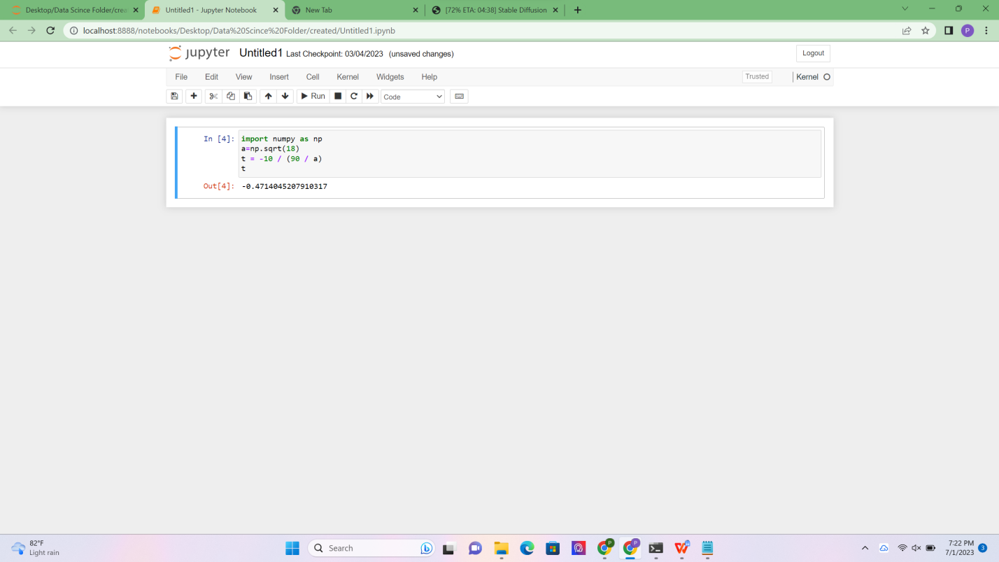 Desktop/Data Scince Folder/crea
Untitled1 - Jupyter Notebook
New Tab
[72% ETA: 04:38] Stable Diffusion
localhost:8888/notebooks/Desktop/Data%20Scince%20Folder/created/Untitled1.ipynb
P
jupyter Untitled1 Last Checkpoint: 03/04/2023 (unsaved changes)
Logout
File Edit View Insert Cell Kernel Widgets Help
Trusted
Kernel
Run
Code
In [4]: import numpy as np
a=np.sqrt(18)
t = -10 / (90 / a)
t
Out[4]: -0.4714045207910317
82°F
Light rain
Search
P
P
7:22 PM
7/1/2023
3